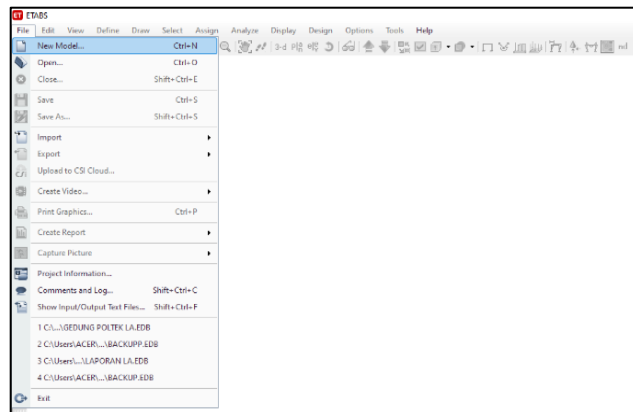 ET ETABS
File Edit View Define Draw Select Assign Analyze Display Design Options Tools Help
New Model... Ctrl+N
3-d
nd
Open... Ctrl+O
Close... Shift+Ctrl+E
Save Ctrl+S
Save As... Shift+Ctrl+S
Import
Export
Upload to CSI Cloud...
Create Video...
Print Graphics... Ctrl+P
Create Report
Capture Picture
Project Information...
Comments and Log... Shift+Ctrl+C
Show Input/Output Text Files... Shift+Ctrl+F
1 C:\...\GEDUNG POLTEK LA.EDB
2 C:\Users\ACER\...\BACKUPP.EDB
3 C:\Users\...\LAPORAN LA.EDB
4 C:\Users\ACER\...\BACKUP.EDB
Exit